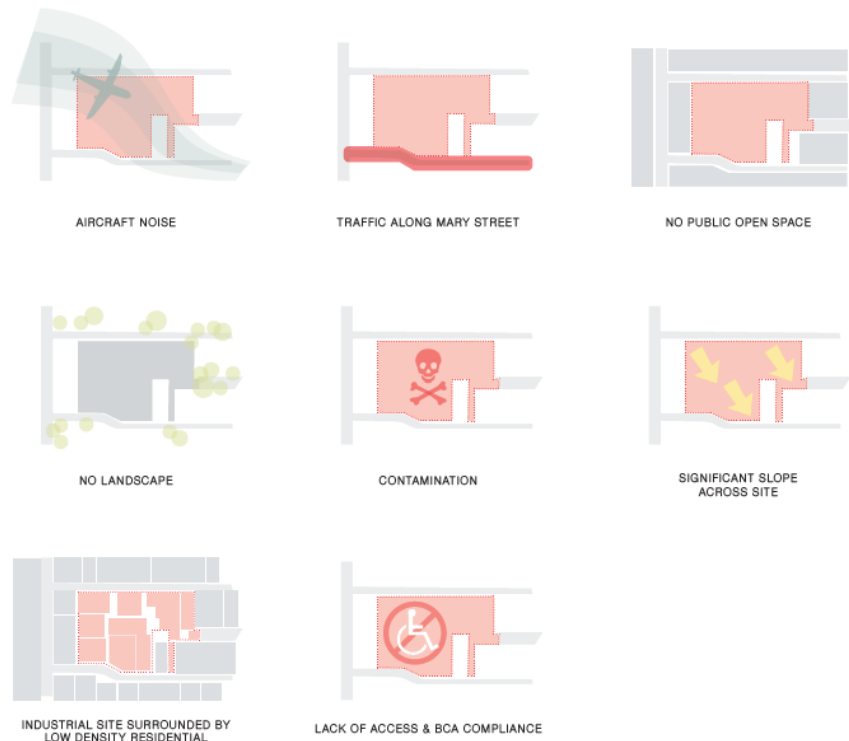 AIRCRAFT NOISE
TRAFFIC ALONG MARY STREET
NO PUBLIC OPEN SPACE
NO LANDSCAPE
CONTAMINATION
SIGNIFICANT SLOPE
ACROSS SITE
INDUSTRIAL SITE SURROUNDED BY
LOW DENSITY RESIDENTIAL
LACK OF ACCESS & BCA COMPLIANCE